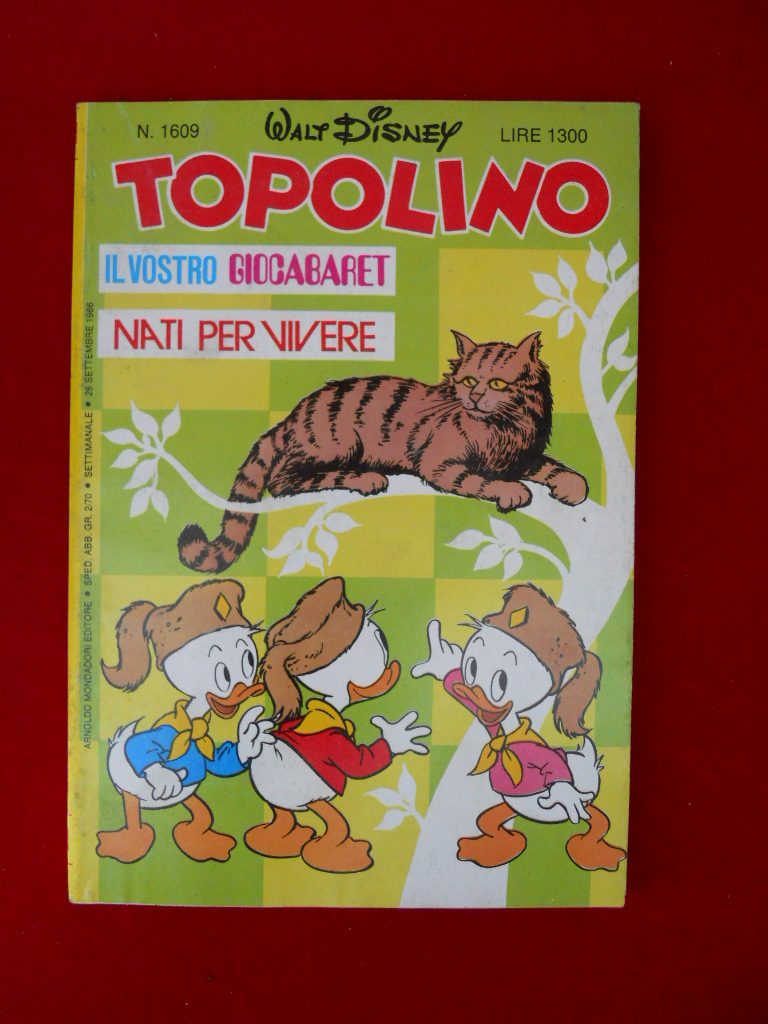 N. 1609
WALT DISNEY
LIRE 1300
TOPOLINO
IL VOSTRO GIOCABARET
NATI PER VIVERE
ARNOLDO MONDADORI EDITORE • SPED. ABB. GR. 2/70 • SETTIMANALE • 28 SETTEMBRE 1986